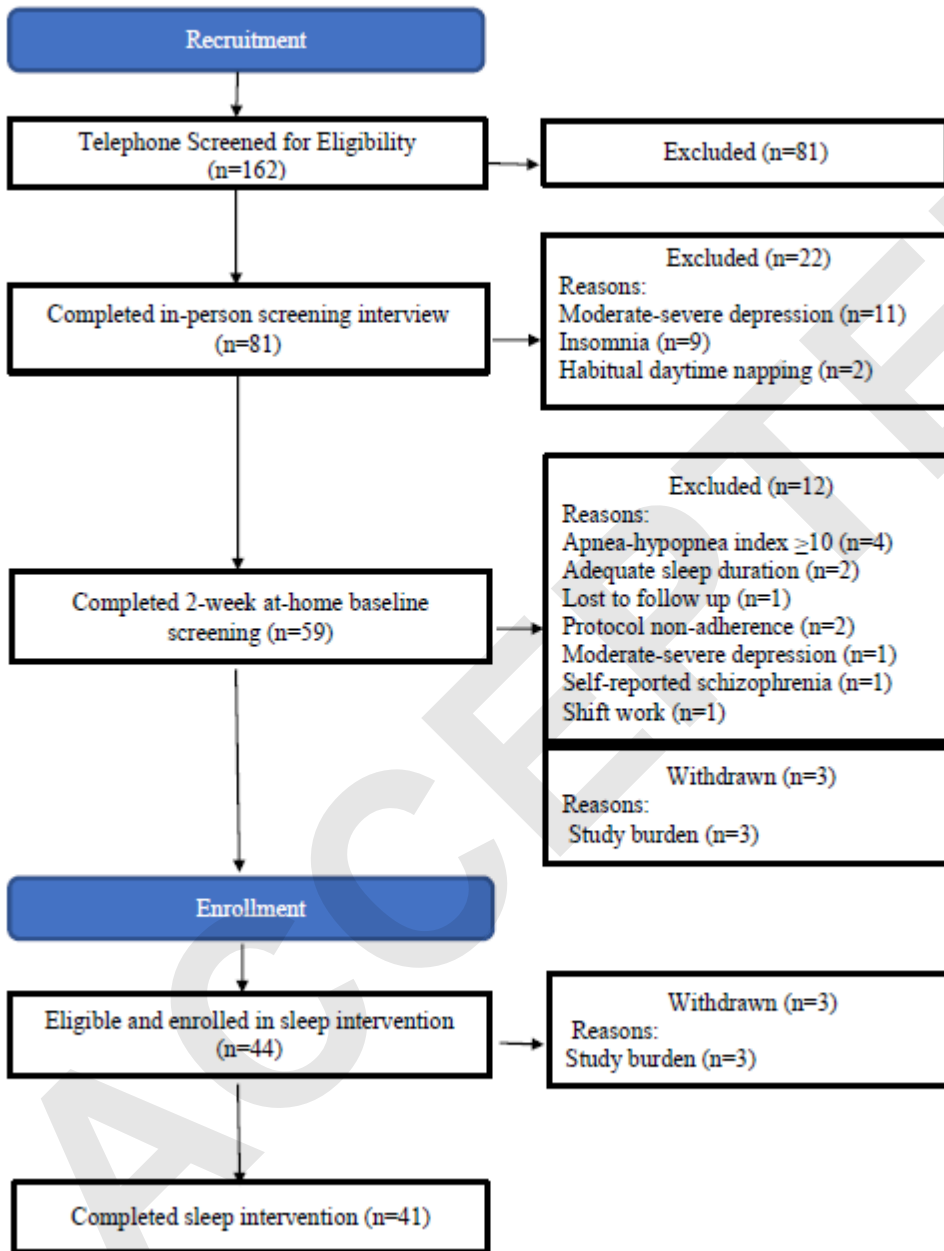 Recruitment
Telephone Screened for Eligibility
(n=162)
Excluded (n=81)
Completed in-person screening interview
(n=81)
Excluded (n=22)
Reasons:
Moderate-severe depression (n=11)
Insomnia (n=9)
Habitual daytime napping (n=2)
Completed 2-week at-home baseline
screening (n=59)
Excluded (n=12)
Reasons:
Apnea-hypopnea index ≥10 (n=4)
Adequate sleep duration (n=2)
Lost to follow up (n=1)
Protocol non-adherence (n=2)
Moderate-severe depression (n=1)
Self-reported schizophrenia (n=1)
Shift work (n=1)
Withdrawn (n=3)
Reasons:
Study burden (n=3)
Enrollment
Eligible and enrolled in sleep intervention
(n=44)
Withdrawn (n=3)
Reasons:
Study burden (n=3)
Completed sleep intervention (n=41)
ACCEPTE